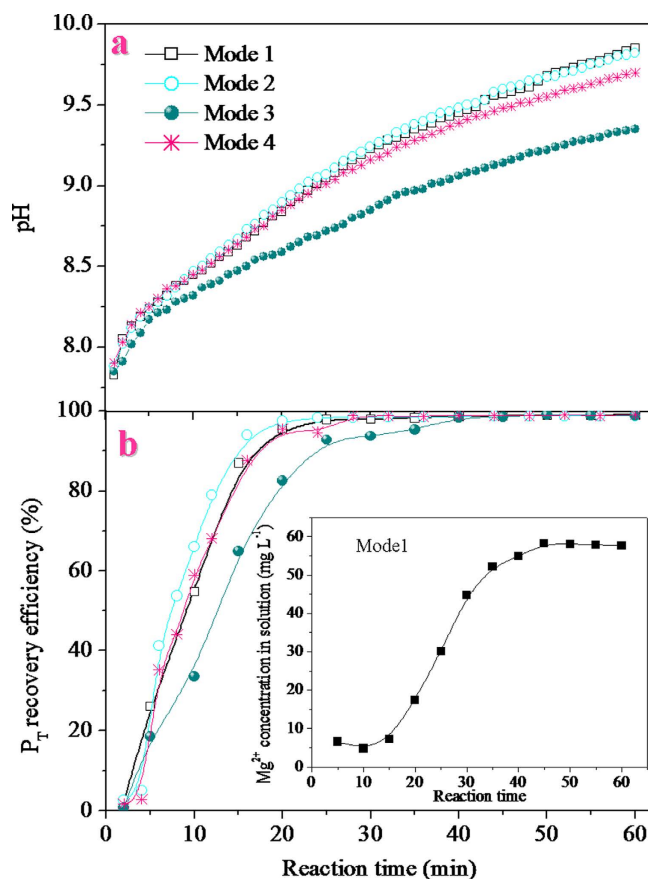 a
Mode 1
Mode 2
Mode 3
Mode 4
10.0
9.5
9.0
8.5
8.0
pH
b
100
80
60
40
20
0
P_T recovery efficiency (%)
Mode1
60
50
40
30
20
10
0
Mg²⁺ concentration in solution (mg L⁻¹)
0 10 20 30 40 50 60
Reaction time
0 10 20 30 40 50 60
Reaction time (min)